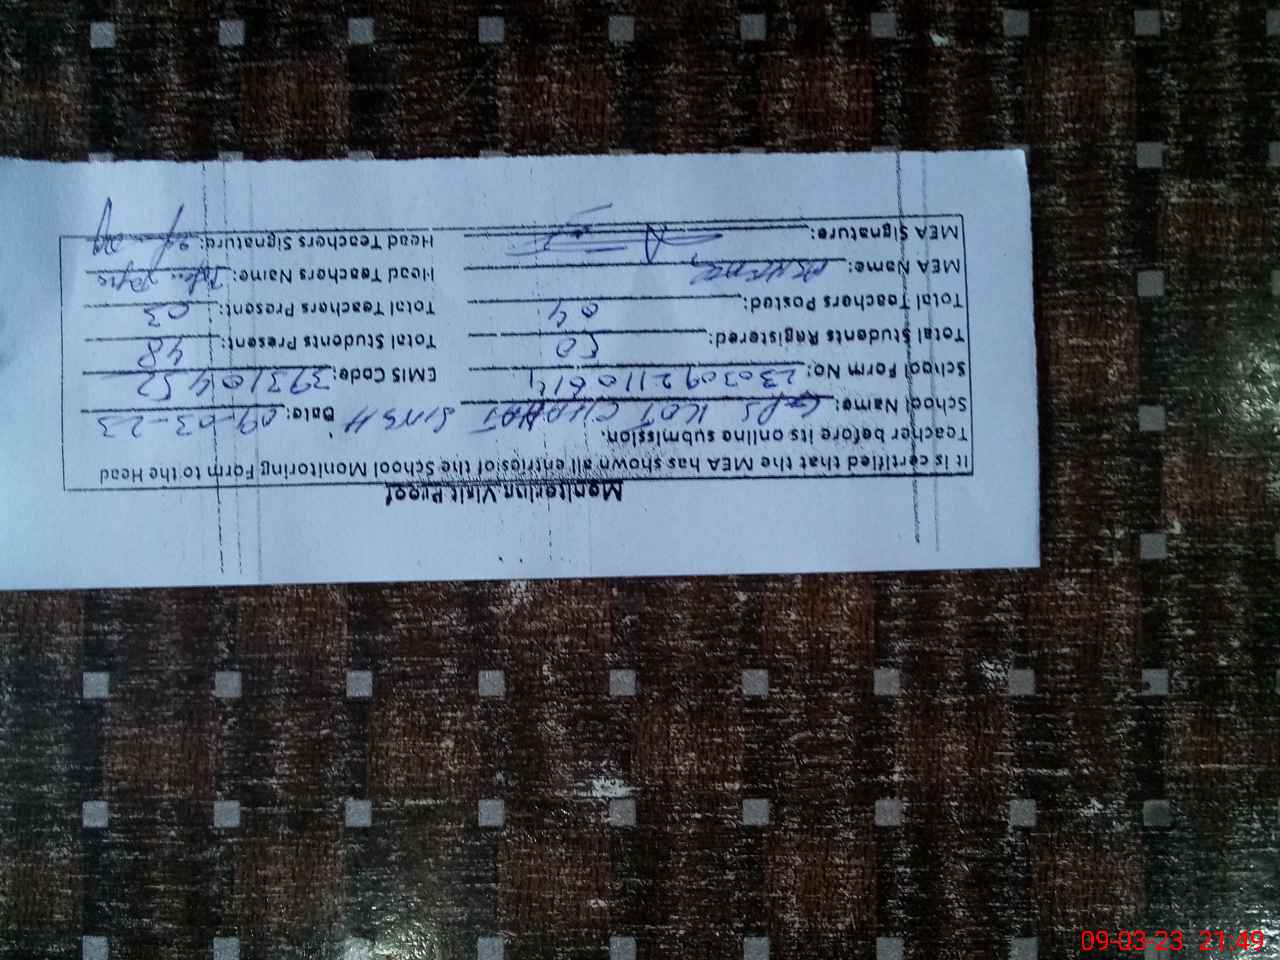 Monitoring Visit Proof
It is certified that the MEA has shown all entries of the School Monitoring Form to the Head
Teacher before its online submission.
School Name: GPS KOT CHAHAT SINGH Date: 09-03-23
School Form No: 2303092110614 EMIS Code: 37310452
Total Students Registered: 50 Total Students Present: 48
Total Teachers Posted: 04 Total Teachers Present: 03
MEA Name: Head Teachers Name:
MEA Signature: Head Teachers Signature:
09-03-23 21:49